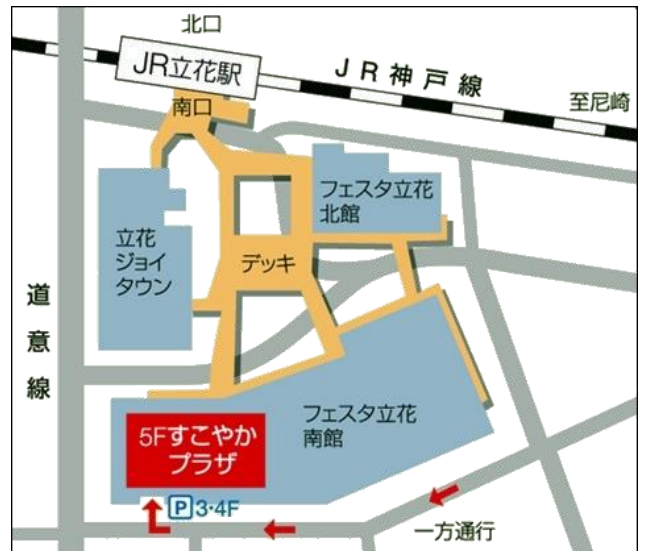 北口
JR立花駅
JR神戸線
至尼崎
南口
フェスタ立花
北館
立花
ジョイ
タウン
デッキ
道意線
フェスタ立花
南館
5Fすこやか
プラザ
P3·4F
一方通行